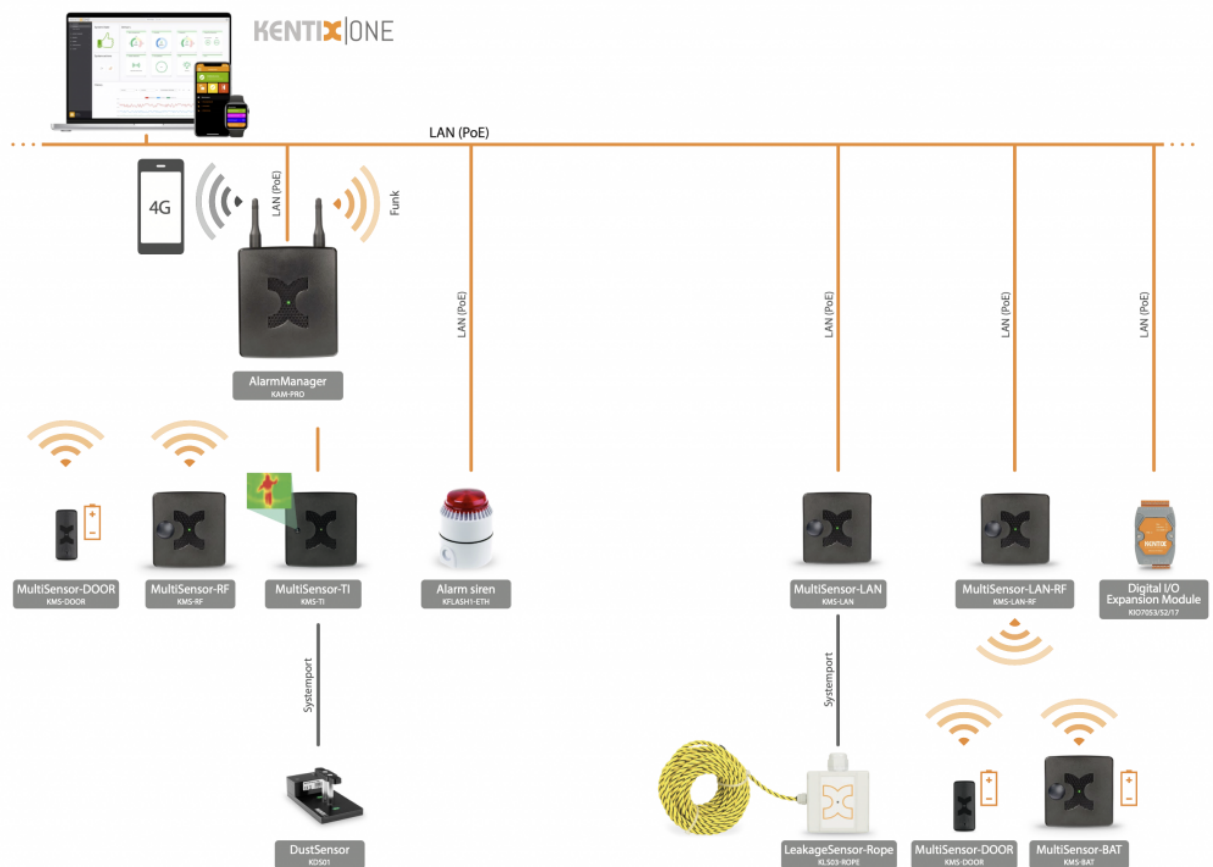 KENTIX|ONE
LAN (PoE)
4G
LAN (PoE)
Funk
LAN (PoE)
LAN (PoE)
LAN (PoE)
LAN (PoE)
AlarmManager
KAM-PRO
MultiSensor-DOOR
KMS-DOOR
MultiSensor-RF
KMS-RF
MultiSensor-TI
KMS-TI
Alarm siren
KFLASH1-ETH
MultiSensor-LAN
KMS-LAN
MultiSensor-LAN-RF
KMS-LAN-RF
KENTIX
Digital I/O
Expansion Module
KIO7053/52/17
Systemport
Systemport
DustSensor
KDS01
LeakageSensor-Rope
KLS03-ROPE
MultiSensor-DOOR
KMS-DOOR
MultiSensor-BAT
KMS-BAT